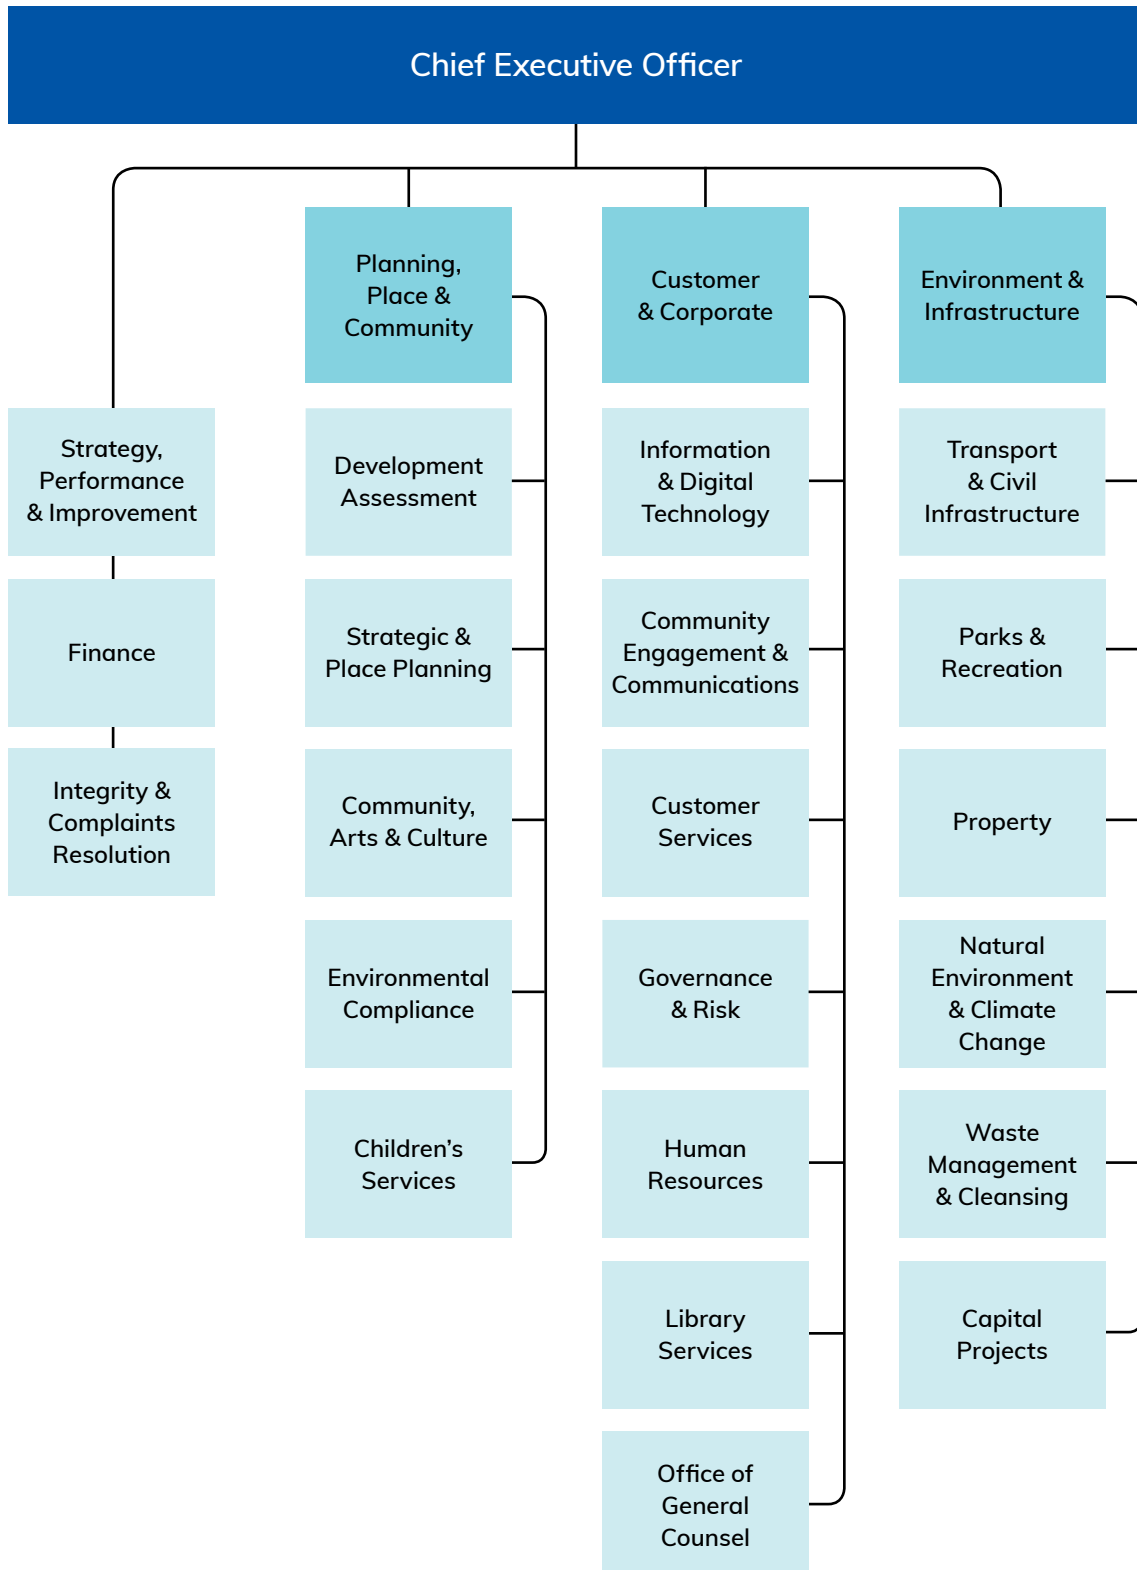 Chief Executive Officer
Strategy,
Performance
& Improvement
Finance
Integrity &
Complaints
Resolution
Planning,
Place &
Community
Development
Assessment
Strategic &
Place Planning
Community,
Arts & Culture
Environmental
Compliance
Children’s
Services
Customer
& Corporate
Information
& Digital
Technology
Community
Engagement &
Communications
Customer
Services
Governance
& Risk
Human
Resources
Library
Services
Office of
General
Counsel
Environment &
Infrastructure
Transport
& Civil
Infrastructure
Parks &
Recreation
Property
Natural
Environment
& Climate
Change
Waste
Management
& Cleansing
Capital
Projects